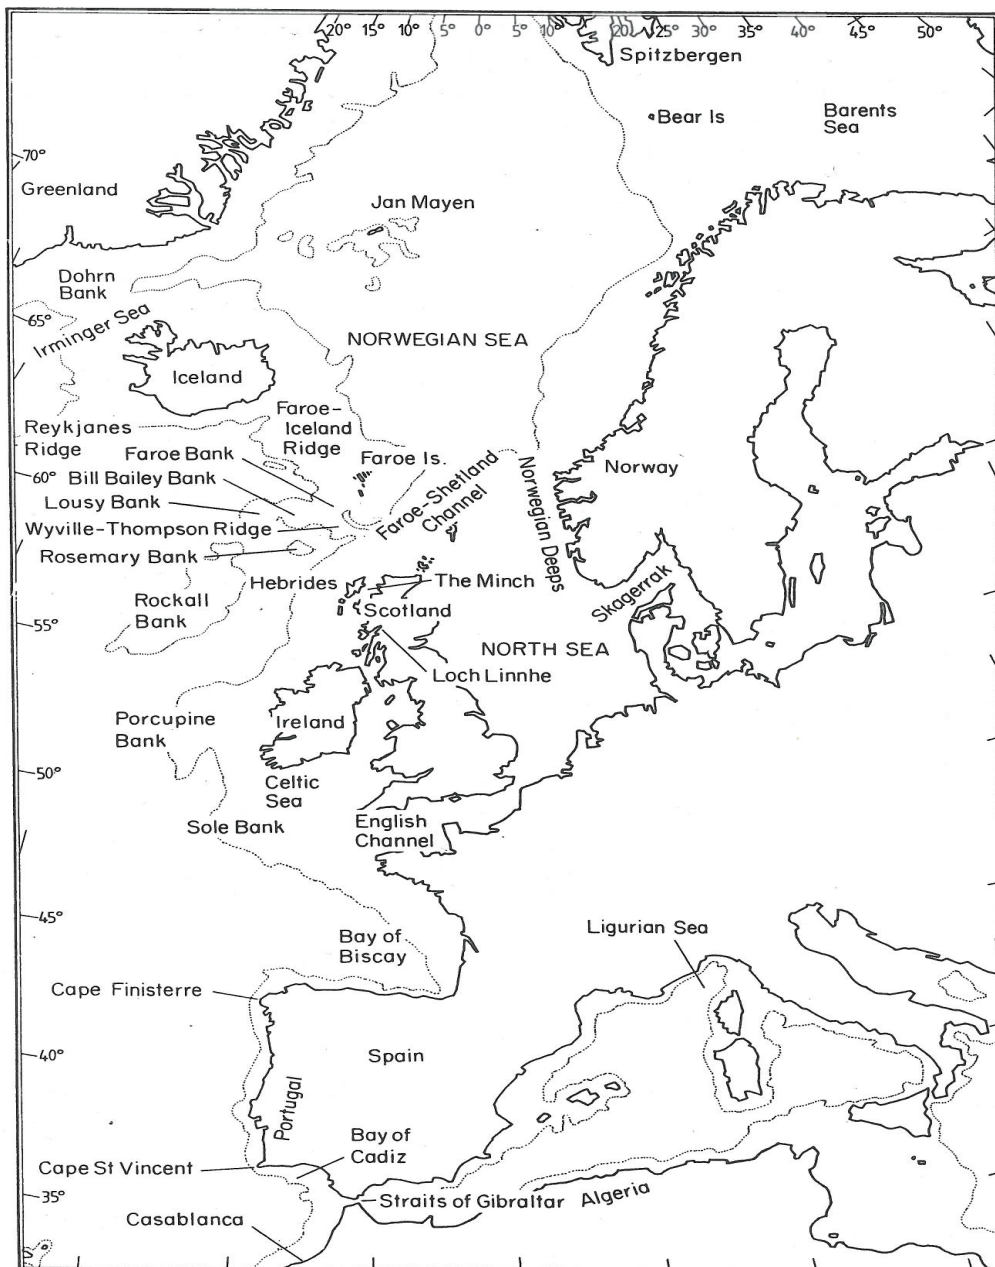 20° 15° 10° 5° 0° 5° 10° 20° 25° 30° 35° 40° 45° 50°
Spitzbergen
Bear Is
Barents
Sea
70°
Greenland
Jan Mayen
Dohrn
Bank
65°
Irminger Sea
NORWEGIAN SEA
Iceland
Faroe-
Iceland
Ridge
Reykjanes
Ridge
Faroe Bank
Faroe Is.
60°
Bill Bailey Bank
Norway
Lousy Bank
Faroe-Shetland
Channel
Norwegian Deeps
Wyville-Thompson Ridge
Rosemary Bank
Hebrides
The Minch
Skagerrak
Rockall
Bank
Scotland
55°
NORTH SEA
Loch Linnhe
Porcupine
Bank
Ireland
50°
Celtic
Sea
Sole Bank
English
Channel
45°
Ligurian Sea
Bay of
Biscay
Cape Finisterre
40°
Spain
Portugal
Bay of
Cadiz
Cape St Vincent
35°
Straits of Gibraltar
Algeria
Casablanca